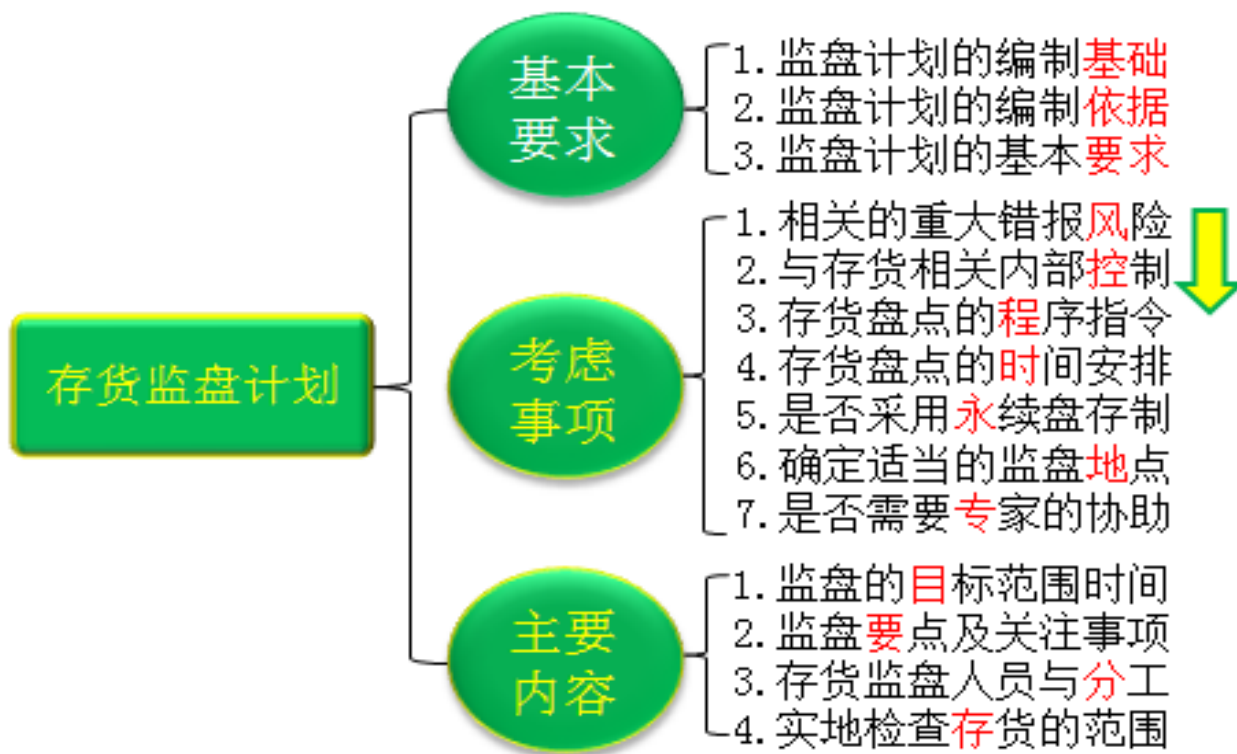 存货监盘计划
基本
要求
1.监盘计划的编制基础
2.监盘计划的编制依据
3.监盘计划的基本要求
考虑
事项
1.相关的重大错报风险
2.与存货相关内部控制
3.存货盘点的程序指令
4.存货盘点的时间安排
5.是否采用永续盘存制
6.确定适当的监盘地点
7.是否需要专家的协助
主要
内容
1.监盘的目标范围时间
2.监盘要点及关注事项
3.存货监盘人员与分工
4.实地检查存货的范围